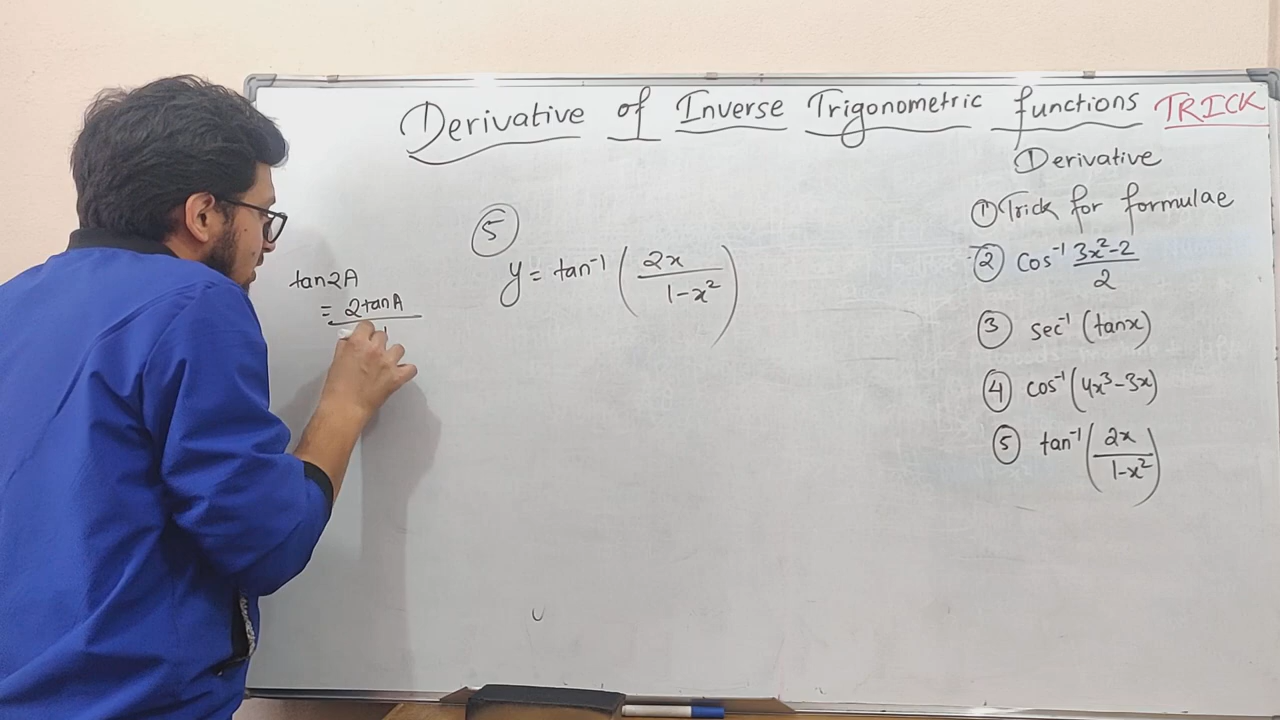 Derivative of Inverse Trigonometric functions TRICK
tan2A
= 2tanA
⑤
y = tan⁻¹ (2x / 1-x²)
Derivative
① Trick for formulae
② cos⁻¹ 3x²-2 / 2
③ sec⁻¹ (tanx)
④ cos⁻¹ (4x³-3x)
⑤ tan⁻¹ (2x / 1-x²)